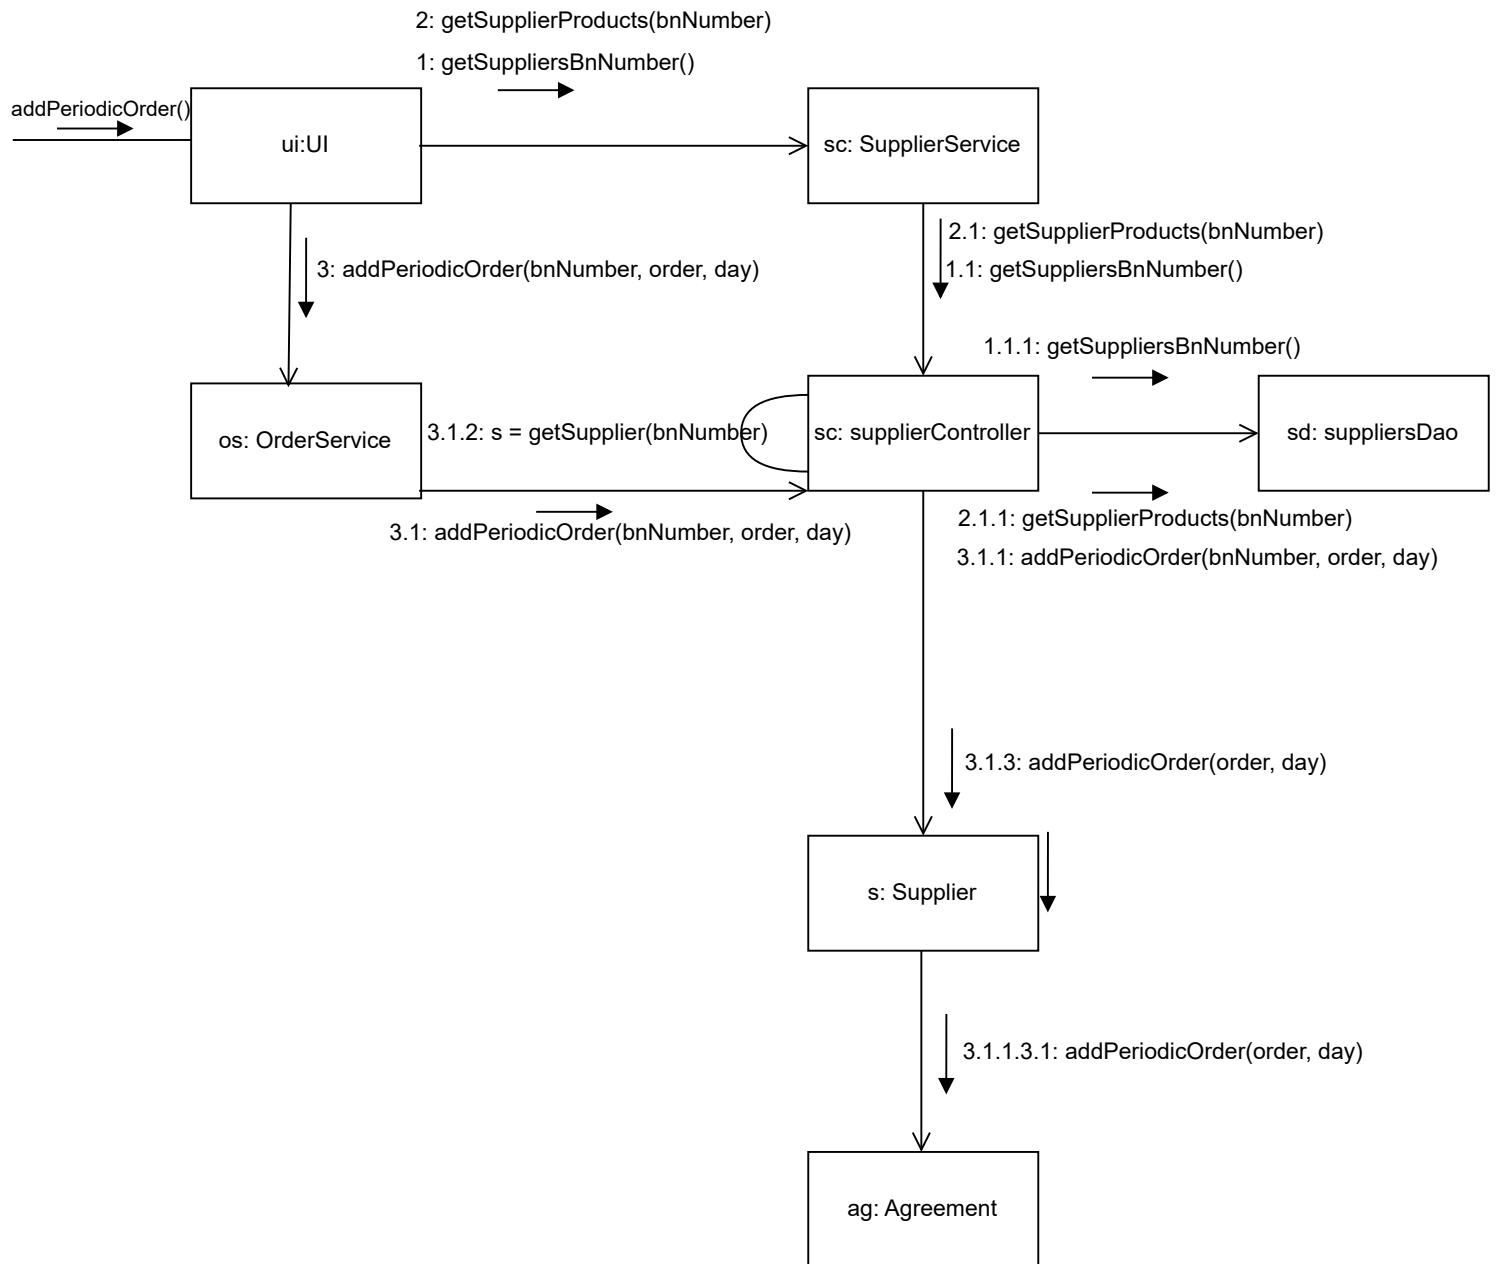 2: getSupplierProducts(bnNumber)
1: getSuppliersBnNumber()
addPeriodicOrder()
ui:UI
sc: SupplierService
2.1: getSupplierProducts(bnNumber)
3: addPeriodicOrder(bnNumber, order, day)
1.1: getSuppliersBnNumber()
1.1.1: getSuppliersBnNumber()
os: OrderService
3.1.2: s = getSupplier(bnNumber)
sc: supplierController
sd: suppliersDao
3.1: addPeriodicOrder(bnNumber, order, day)
2.1.1: getSupplierProducts(bnNumber)
3.1.1: addPeriodicOrder(bnNumber, order, day)
3.1.3: addPeriodicOrder(order, day)
s: Supplier
3.1.1.3.1: addPeriodicOrder(order, day)
ag: Agreement